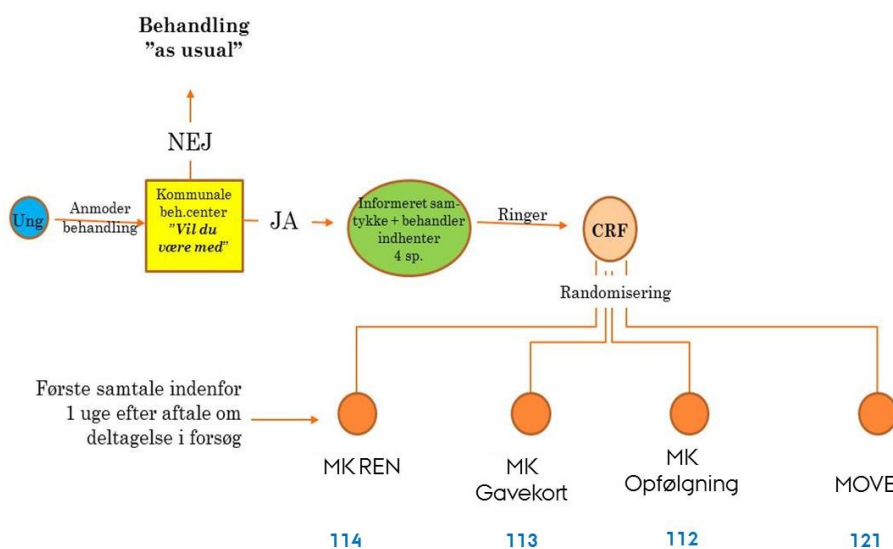 Behandling
”as usual”
NEJ
Ung
Anmoder
behandling
Kommunale
beh.center
”Vil du
være med”
JA
Informeret sam-
tykke + behandler
indhenter
4 sp.
Ringer
CRF
Randomisering
Første samtale indenfor
1 uge efter aftale om
deltagelse i forsøg
MK REN
MK
Gavekort
MK
Opfølgning
MOVE
114
113
112
121